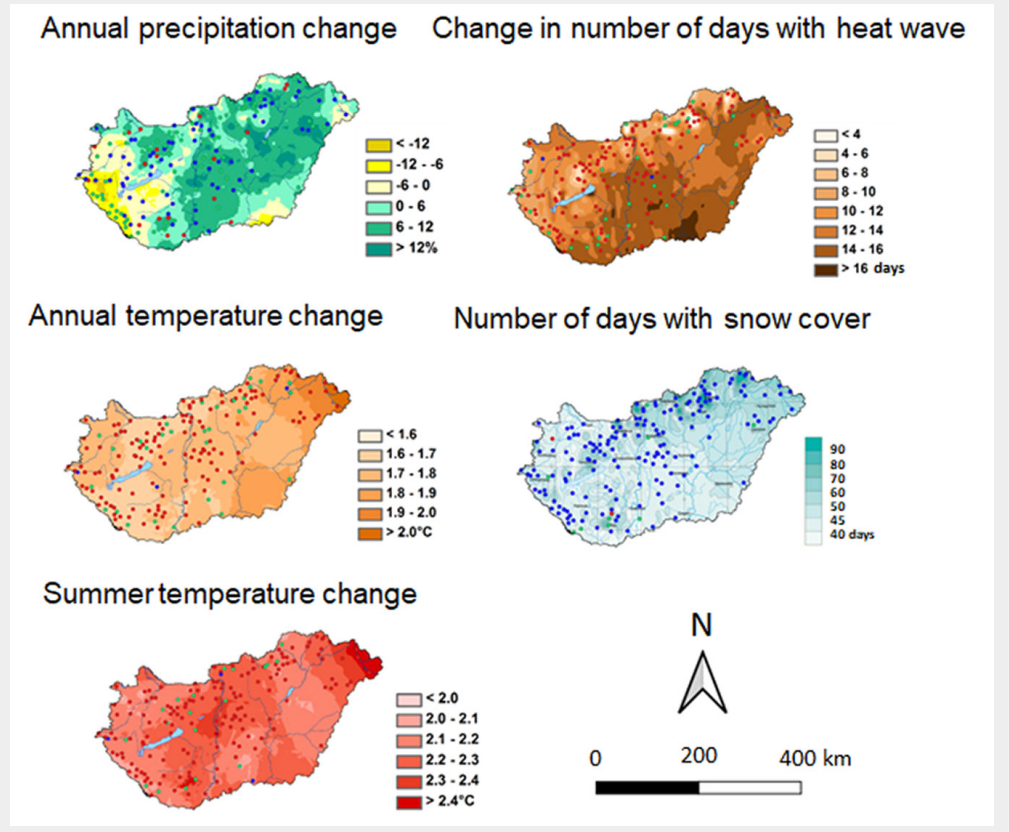 Annual precipitation change
Change in number of days with heat wave
< -12
-12 - -6
-6 - 0
0 - 6
6 - 12
> 12%
< 4
4 - 6
6 - 8
8 - 10
10 - 12
12 - 14
14 - 16
> 16 days
Annual temperature change
Number of days with snow cover
< 1.6
1.6 - 1.7
1.7 - 1.8
1.8 - 1.9
1.9 - 2.0
> 2.0°C
90
80
70
60
50
45
40 days
Summer temperature change
< 2.0
2.0 - 2.1
2.1 - 2.2
2.2 - 2.3
2.3 - 2.4
> 2.4°C
N
0
200
400 km